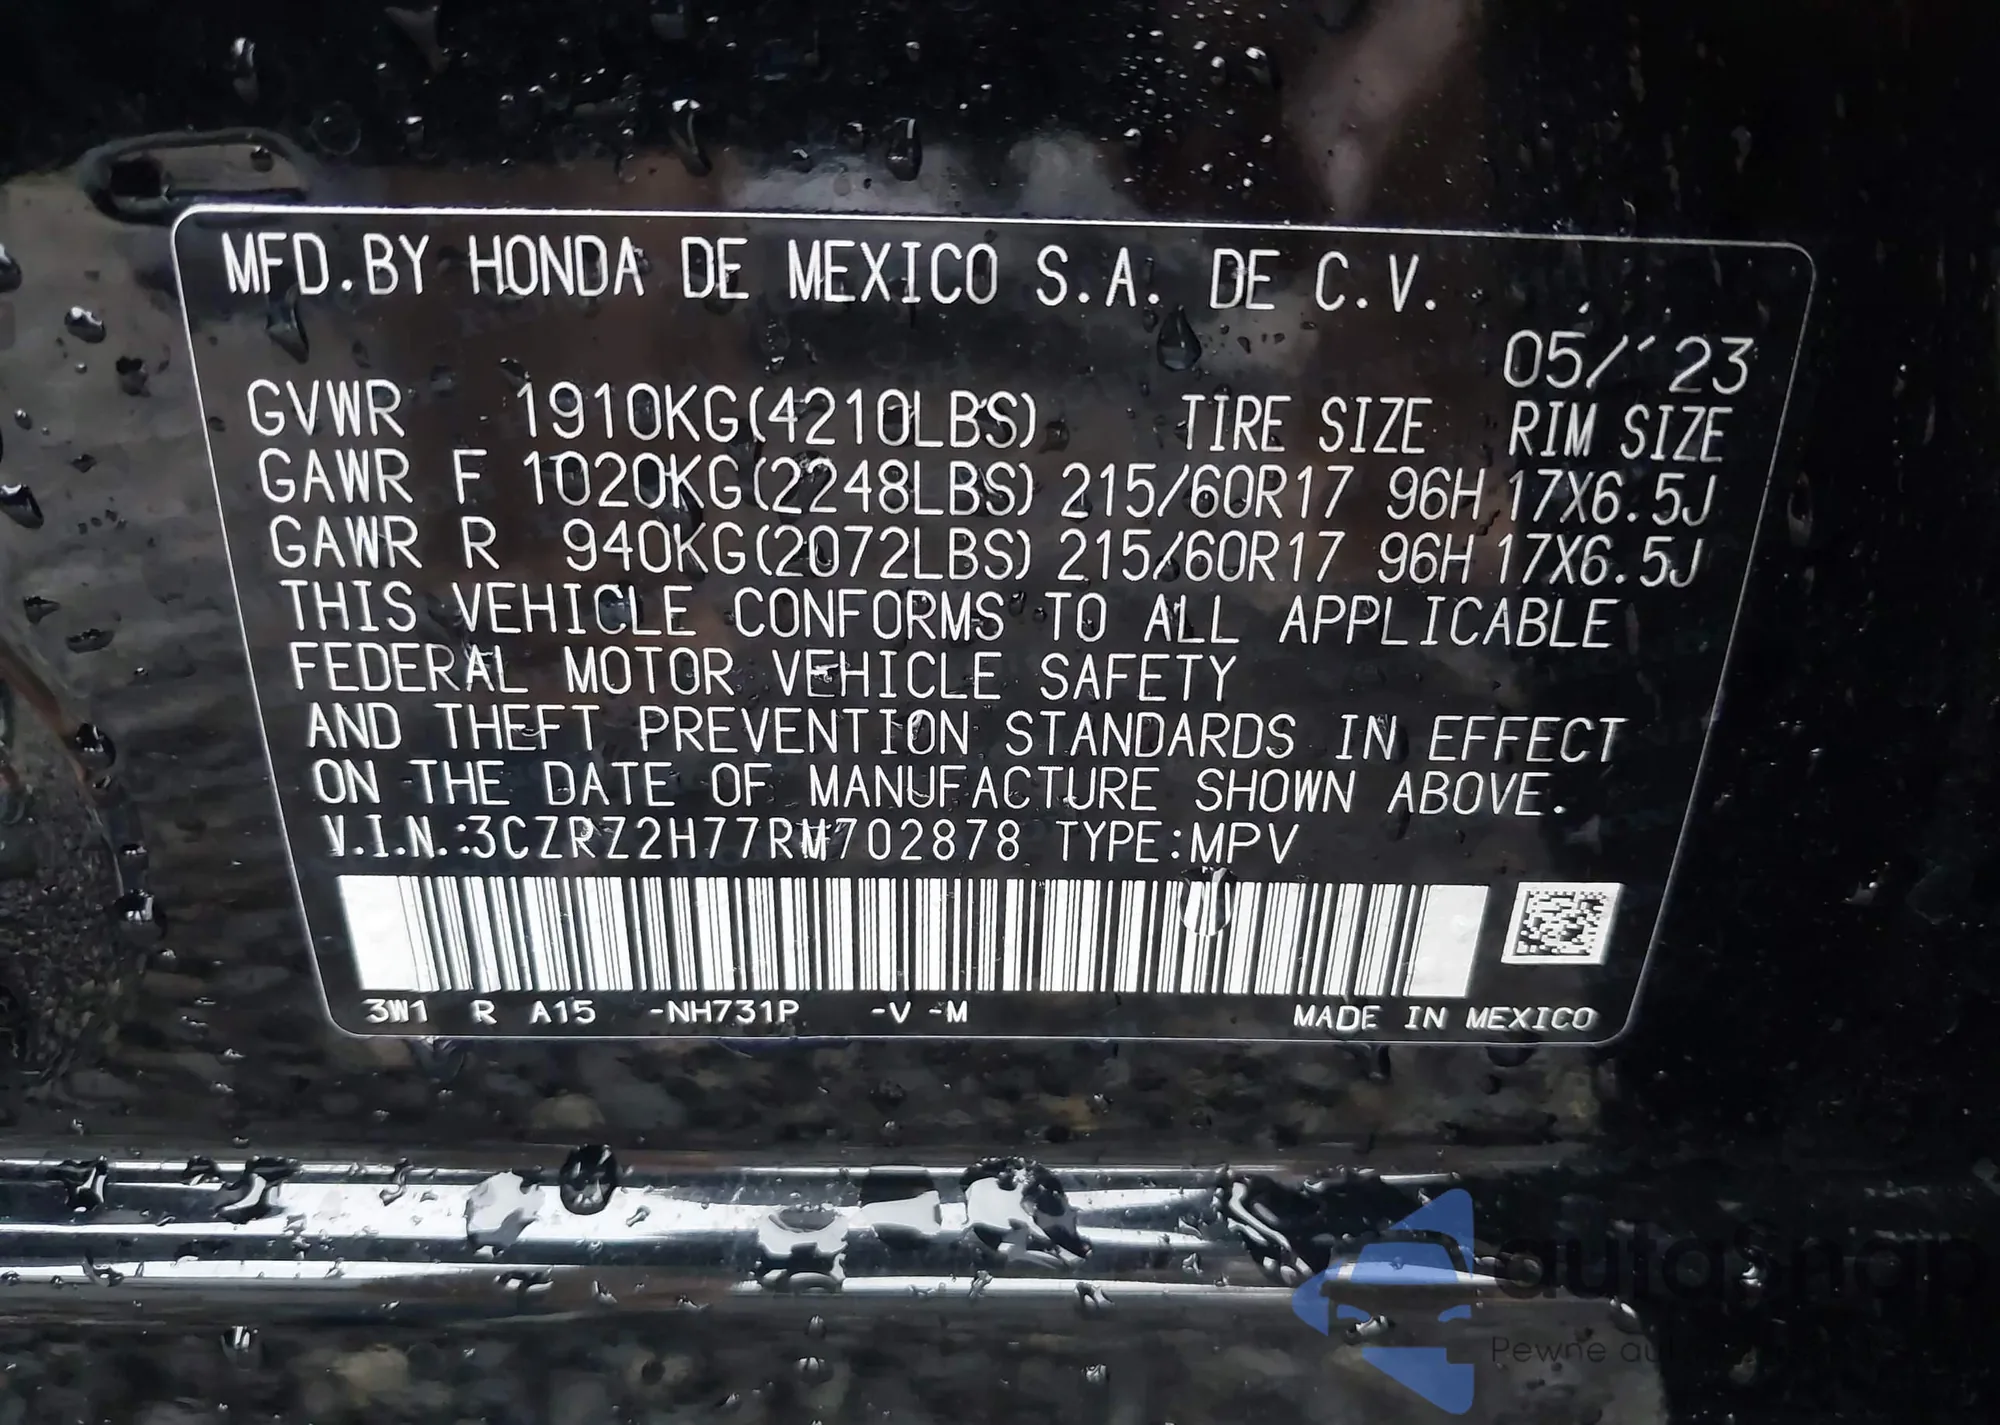 MFD.BY HONDA DE MEXICO S.A. DE C.V.
05/'23
GVWR 1910KG(4210LBS) TIRE SIZE RIM SIZE
GAWR F 1020KG(2248LBS) 215/60R17 96H 17X6.5J
GAWR R 940KG(2072LBS) 215/60R17 96H 17X6.5J
THIS VEHICLE CONFORMS TO ALL APPLICABLE
FEDERAL MOTOR VEHICLE SAFETY
AND THEFT PREVENTION STANDARDS IN EFFECT
ON THE DATE OF MANUFACTURE SHOWN ABOVE.
V.I.N.:3CZRZ2H77RM702878 TYPE:MPV
3W1 R A15 -NH731P -V -M MADE IN MEXICO
autosnap
Pewne